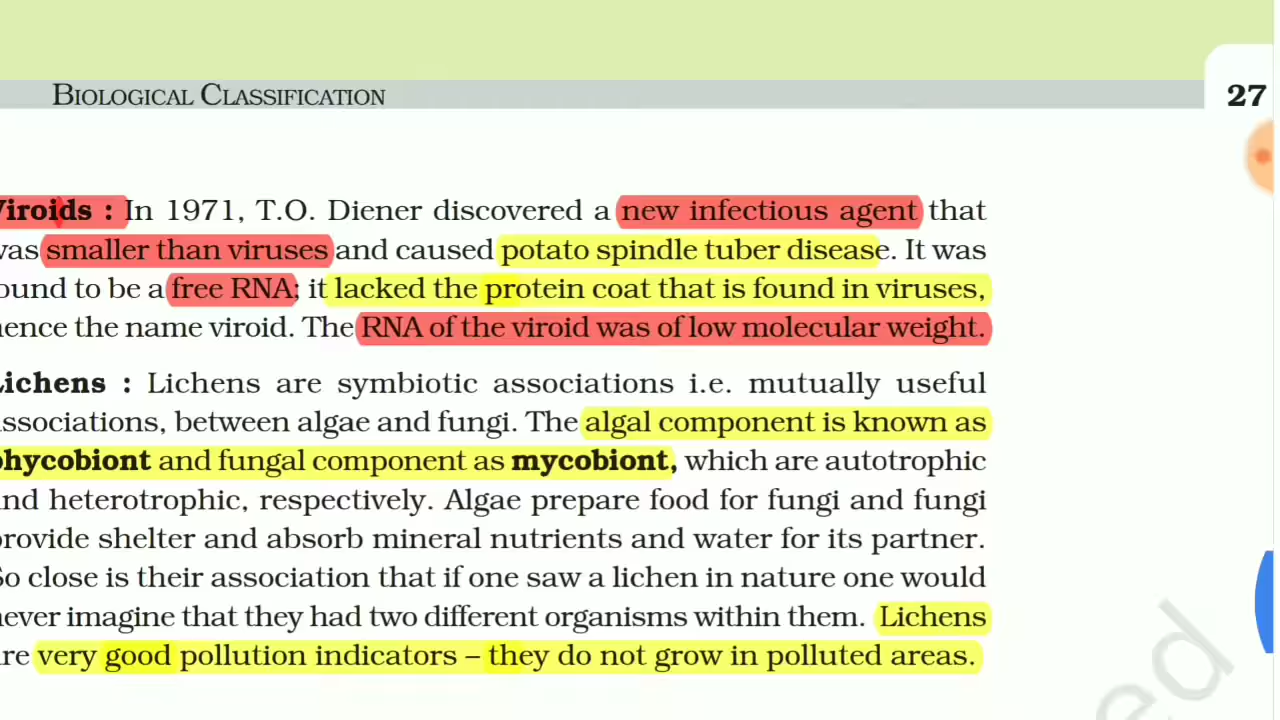 BIOLOGICAL CLASSIFICATION 27
Viroids : In 1971, T.O. Diener discovered a new infectious agent that
was smaller than viruses and caused potato spindle tuber disease. It was
found to be a free RNA; it lacked the protein coat that is found in viruses,
hence the name viroid. The RNA of the viroid was of low molecular weight.
Lichens : Lichens are symbiotic associations i.e. mutually useful
associations, between algae and fungi. The algal component is known as
phycobiont and fungal component as mycobiont, which are autotrophic
and heterotrophic, respectively. Algae prepare food for fungi and fungi
provide shelter and absorb mineral nutrients and water for its partner.
So close is their association that if one saw a lichen in nature one would
never imagine that they had two different organisms within them. Lichens
are very good pollution indicators – they do not grow in polluted areas.
ed